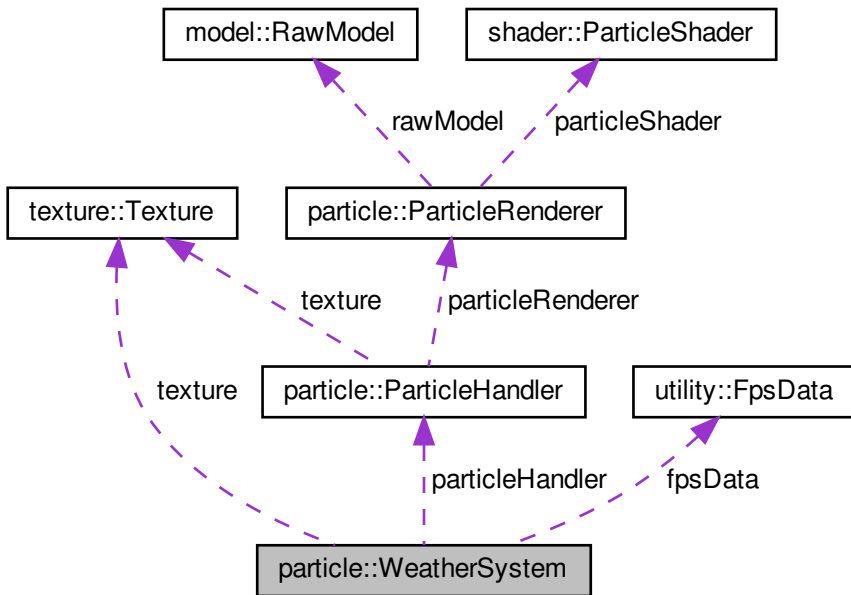 model::RawModel
shader::ParticleShader
rawModel
particleShader
texture::Texture
particle::ParticleRenderer
texture
particleRenderer
texture
particle::ParticleHandler
utility::FpsData
particleHandler
fpsData
particle::WeatherSystem